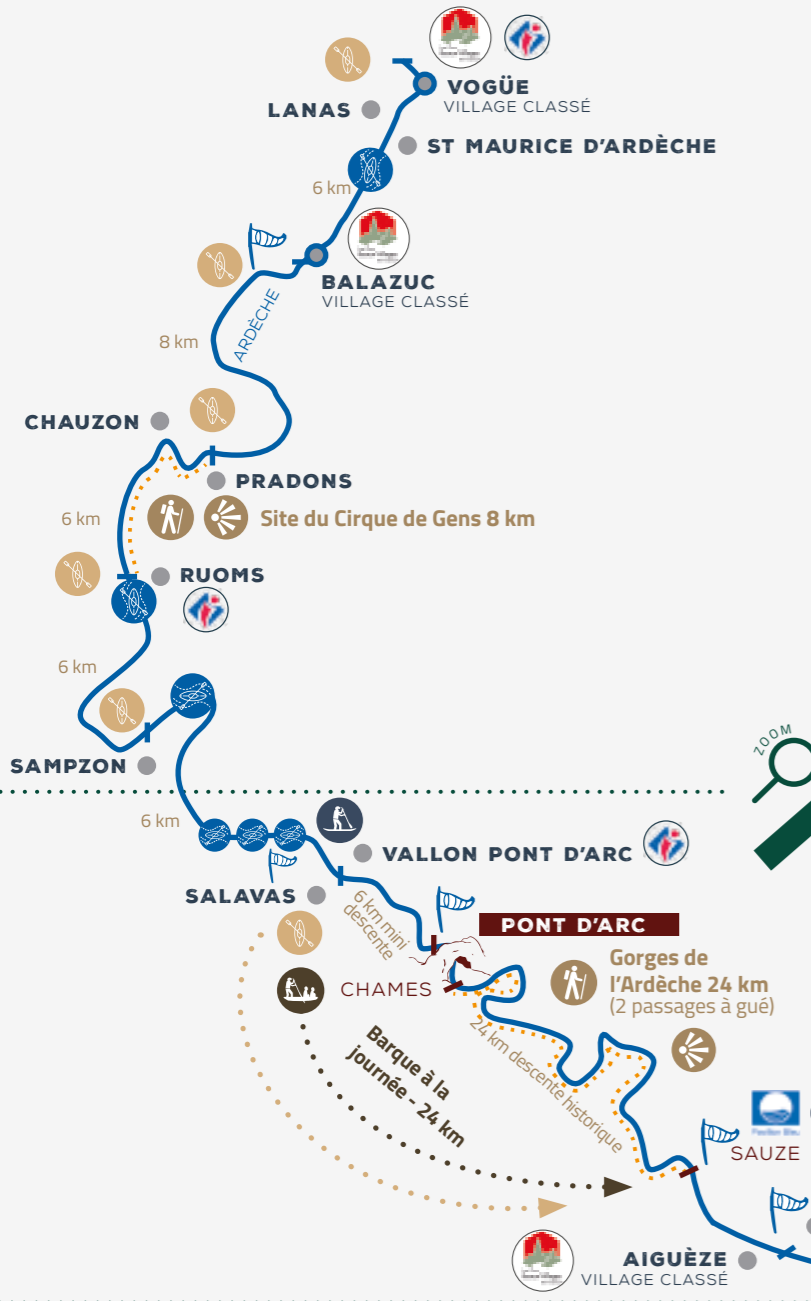 VOGÜE
VILLAGE CLASSÉ
LANAS
ST MAURICE D'ARDÈCHE
6 km
BALAZUC
VILLAGE CLASSÉ
ARDÈCHE
8 km
CHAUZON
PRADONS
6 km
Site du Cirque de Gens 8 km
RUOMS
6 km
SAMPZON
ZOOM
6 km
VALLON PONT D'ARC
SALAVAS
6 km mini
descente
PONT D'ARC
CHAMES
Gorges de
l'Ardèche 24 km
(2 passages à gué)
24 km descente historique
Barque à la
journée - 24 km
Pavillon Bleu
SAUZE
AIGUÈZE
VILLAGE CLASSÉ